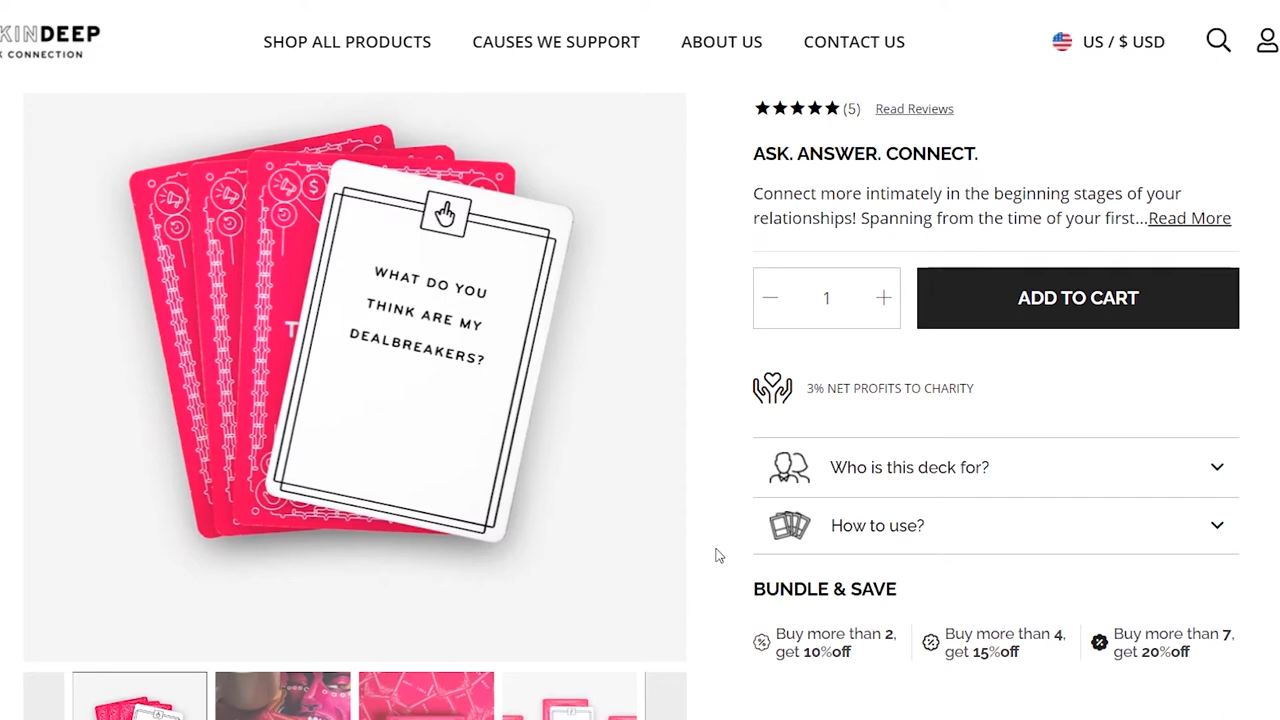 KINDEEP
CONNECTION
SHOP ALL PRODUCTS CAUSES WE SUPPORT ABOUT US CONTACT US US / $ USD
WHAT DO YOU
THINK ARE MY
DEALBREAKERS?
(5) Read Reviews
ASK. ANSWER. CONNECT.
Connect more intimately in the beginning stages of your
relationships! Spanning from the time of your first...Read More
1
ADD TO CART
3% NET PROFITS TO CHARITY
Who is this deck for?
How to use?
BUNDLE & SAVE
Buy more than 2,
get 10%off
Buy more than 4,
get 15%off
Buy more than 7,
get 20%off